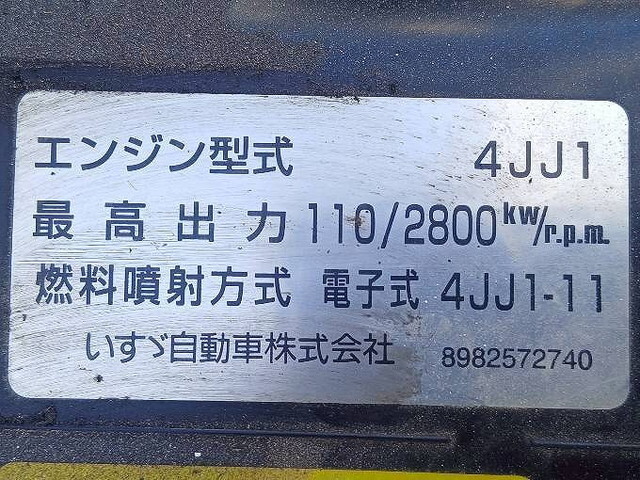 エンジン型式 4JJ1
最高出力 110/2800 kW/r.p.m.
燃料噴射方式 電子式 4JJ1-11
いすゞ自動車株式会社 8982572740